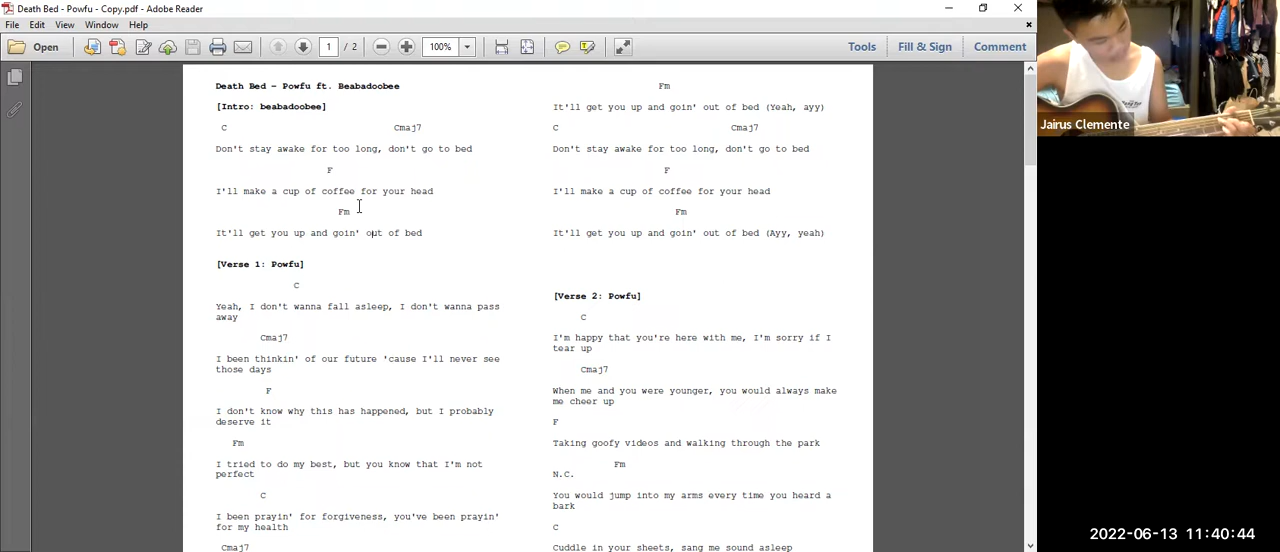 Death Bed - Powfu - Copy.pdf - Adobe Reader
File Edit View Window Help
Open 1 / 2 100% Tools Fill & Sign Comment
Death Bed – Powfu ft. Beabadoobee
[Intro: beabadoobee]
C Cmaj7
Don't stay awake for too long, don't go to bed
F
I'll make a cup of coffee for your head
Fm
It'll get you up and goin' out of bed
[Verse 1: Powfu]
C
Yeah, I don't wanna fall asleep, I don't wanna pass
away
Cmaj7
I been thinkin' of our future 'cause I'll never see
those days
F
I don't know why this has happened, but I probably
deserve it
Fm
I tried to do my best, but you know that I'm not
perfect
C
I been prayin' for forgiveness, you've been prayin'
for my health
Cmaj7
Fm
It'll get you up and goin' out of bed (Yeah, ayy)
C Cmaj7
Don't stay awake for too long, don't go to bed
F
I'll make a cup of coffee for your head
Fm
It'll get you up and goin' out of bed (Ayy, yeah)
[Verse 2: Powfu]
C
I'm happy that you're here with me, I'm sorry if I
tear up
Cmaj7
When me and you were younger, you would always make
me cheer up
F
Taking goofy videos and walking through the park
Fm
N.C.
You would jump into my arms every time you heard a
bark
C
Cuddle in your sheets, sang me sound asleep
Jairus Clemente
2022-06-13 11:40:44